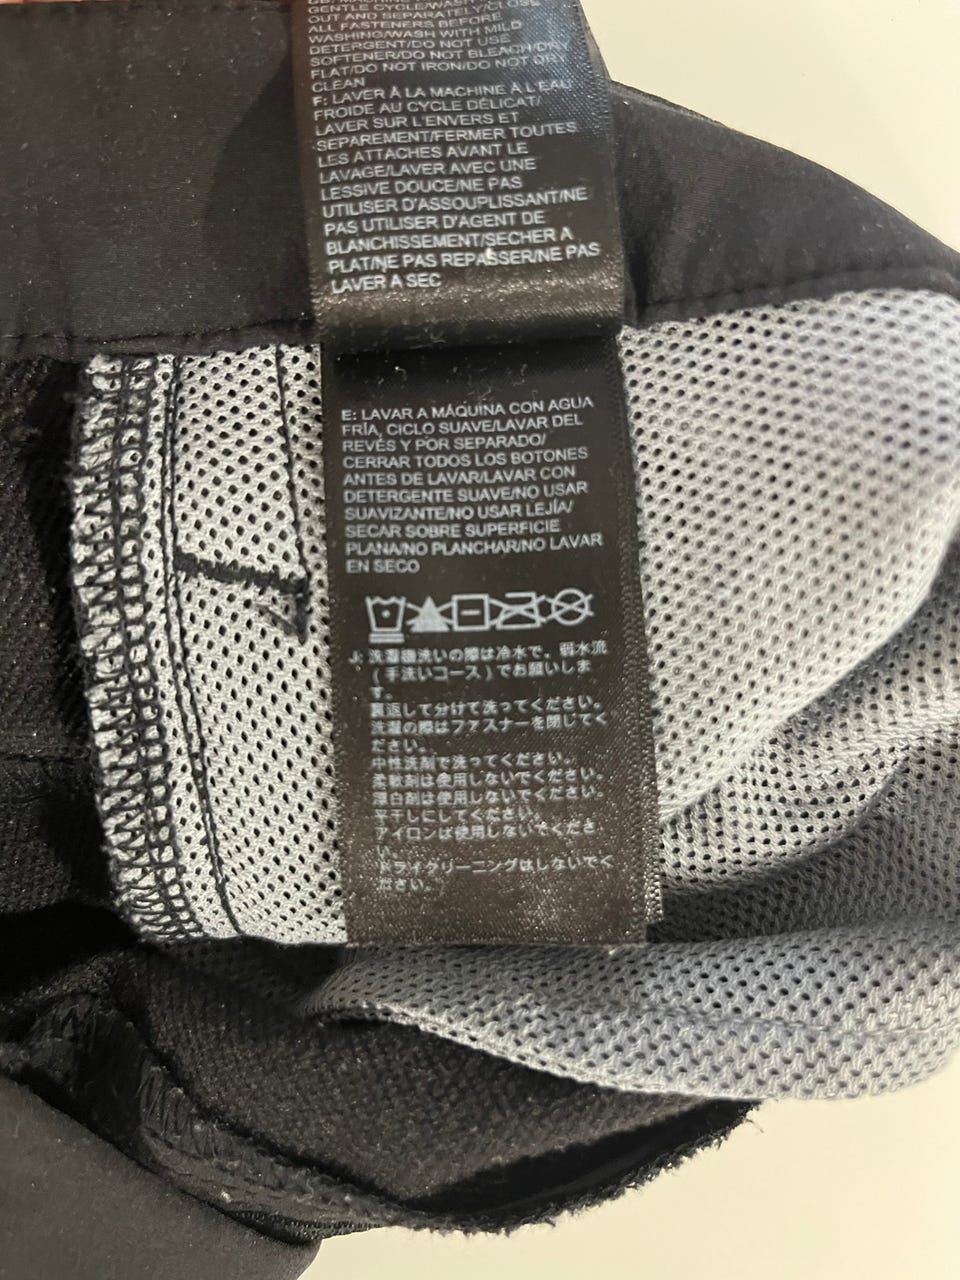 GENTLE CYCLE/WASH
OUT AND SEPARATELY/CLOSE
ALL FASTENERS BEFORE
WASHING/WASH WITH MILD
DETERGENT/DO NOT USE
SOFTENER/DO NOT BLEACH/DRY
FLAT/DO NOT IRON/DO NOT DRY
CLEAN
F: LAVER À LA MACHINE À L'EAU
FROIDE AU CYCLE DÉLICAT/
LAVER SUR L'ENVERS ET
SEPAREMENT/FERMER TOUTES
LES ATTACHES AVANT LE
LAVAGE/LAVER AVEC UNE
LESSIVE DOUCE/NE PAS
UTILISER D'ASSOUPLISSANT/NE
PAS UTILISER D'AGENT DE
BLANCHISSEMENT/SECHER A
PLAT/NE PAS REPASSER/NE PAS
LAVER A SEC
E: LAVAR A MÁQUINA CON AGUA
FRÍA, CICLO SUAVE/LAVAR DEL
REVÉS Y POR SEPARADO/
CERRAR TODOS LOS BOTONES
ANTES DE LAVAR/LAVAR CON
DETERGENTE SUAVE/NO USAR
SUAVIZANTE/NO USAR LEJÍA/
SECAR SOBRE SUPERFICIE
PLANA/NO PLANCHAR/NO LAVAR
EN SECO
J: 洗濯機洗いの際は冷水で、弱水流
(手洗いコース)でお願いしま
す。
裏返して分けて洗ってください。
洗濯の際はファスナーを閉じてく
ださい。
中性洗剤で洗ってください。
柔軟剤は使用しないでください。
漂白剤は使用しないでください。
平干しにしてください。
アイロンは使用しないでくださ
い。
ドライクリーニングはしないでく
ださい。